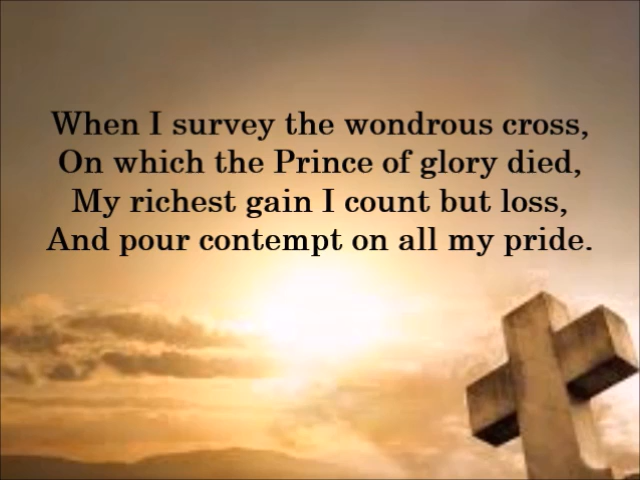 When I survey the wondrous cross,
On which the Prince of glory died,
My richest gain I count but loss,
And pour contempt on all my pride.